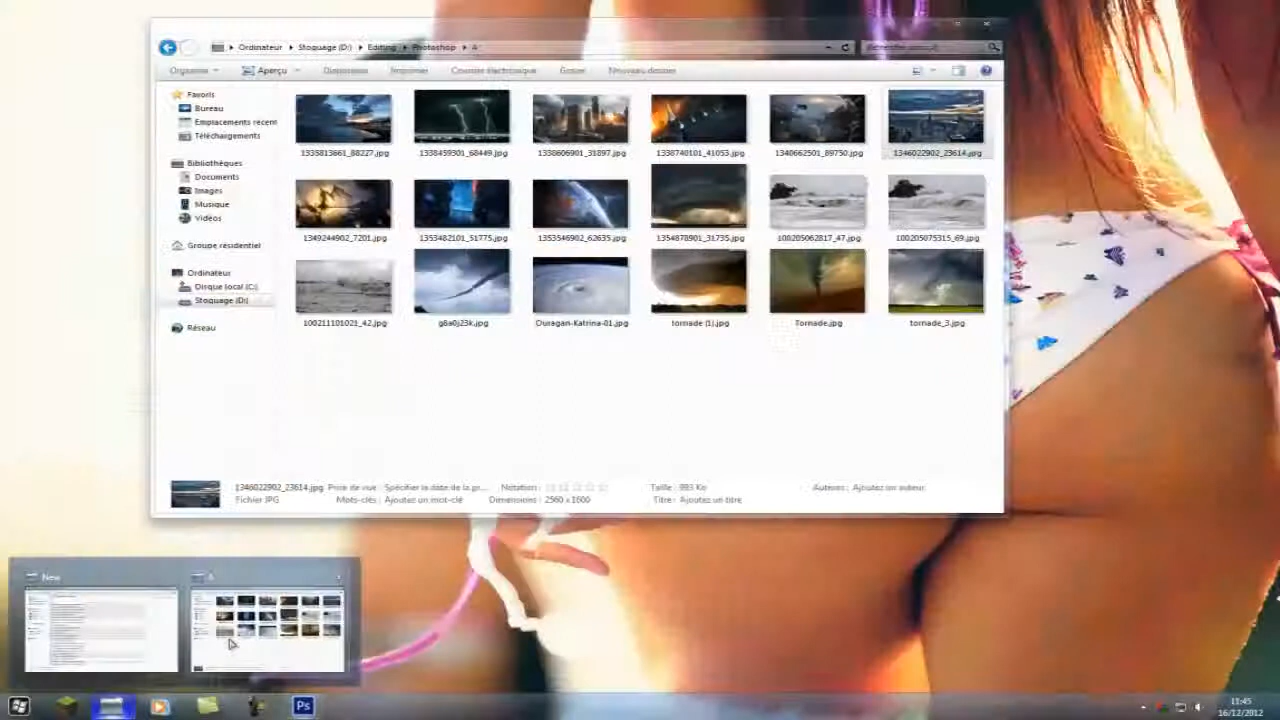 Ordinateur Stoquage (D:) Editing Photoshop A
Organiser Aperçu Diaporama Imprimer Courrier électronique Graver Nouveau dossier
Favoris
Bureau
Emplacements récent
Téléchargements
Bibliothèques
Documents
Images
Musique
Vidéos
Groupe résidentiel
Ordinateur
Disque local (C:)
Stoquage (D:)
Réseau
1335813661_88227.jpg 1338459301_68449.jpg 1338606901_31897.jpg 1338740101_41053.jpg 1340662501_89750.jpg 1346022902_23614.jpg
1349244902_7201.jpg 1353482101_51775.jpg 1353546902_62635.jpg 1354878901_31735.jpg 100205062817_47.jpg 100205075315_69.jpg
100211101021_42.jpg g8a0j23k.jpg Ouragan-Katrina-01.jpg tornade (1).jpg Tornade.jpg tornade_3.jpg
1346022902_23614.jpg Prise de vue : Spécifier la date de la pr... Notation : Taille : 993 Ko Auteurs : Ajoutez un auteur
Fichier JPG Mots-clés : Ajoutez un mot-clé Dimensions : 2560 x 1600 Titre : Ajoutez un titre
New A
Ps
11:45
16/12/2012